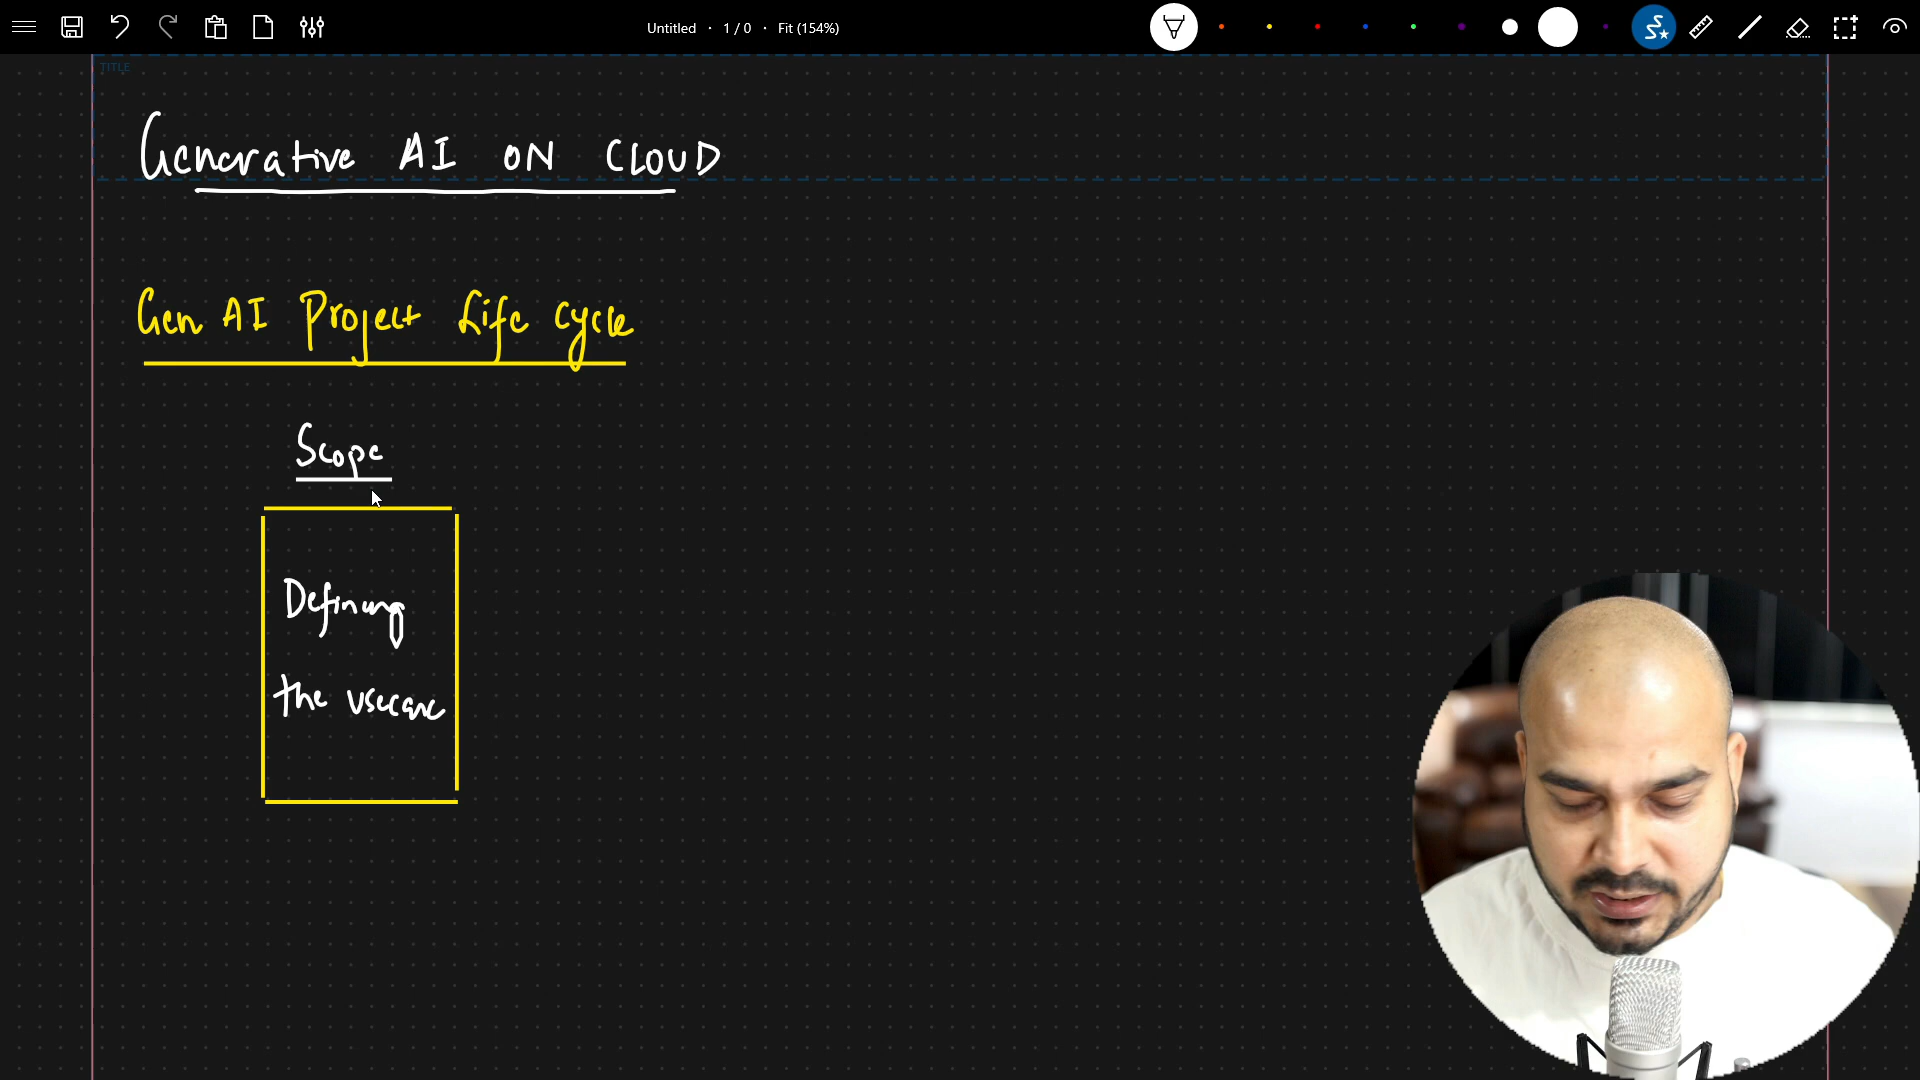 Untitled · 1 / 0 · Fit (154%)
TITLE
Generative AI ON CLOUD
Gen AI Project Life Cycle
Scope
Defining
the usecase